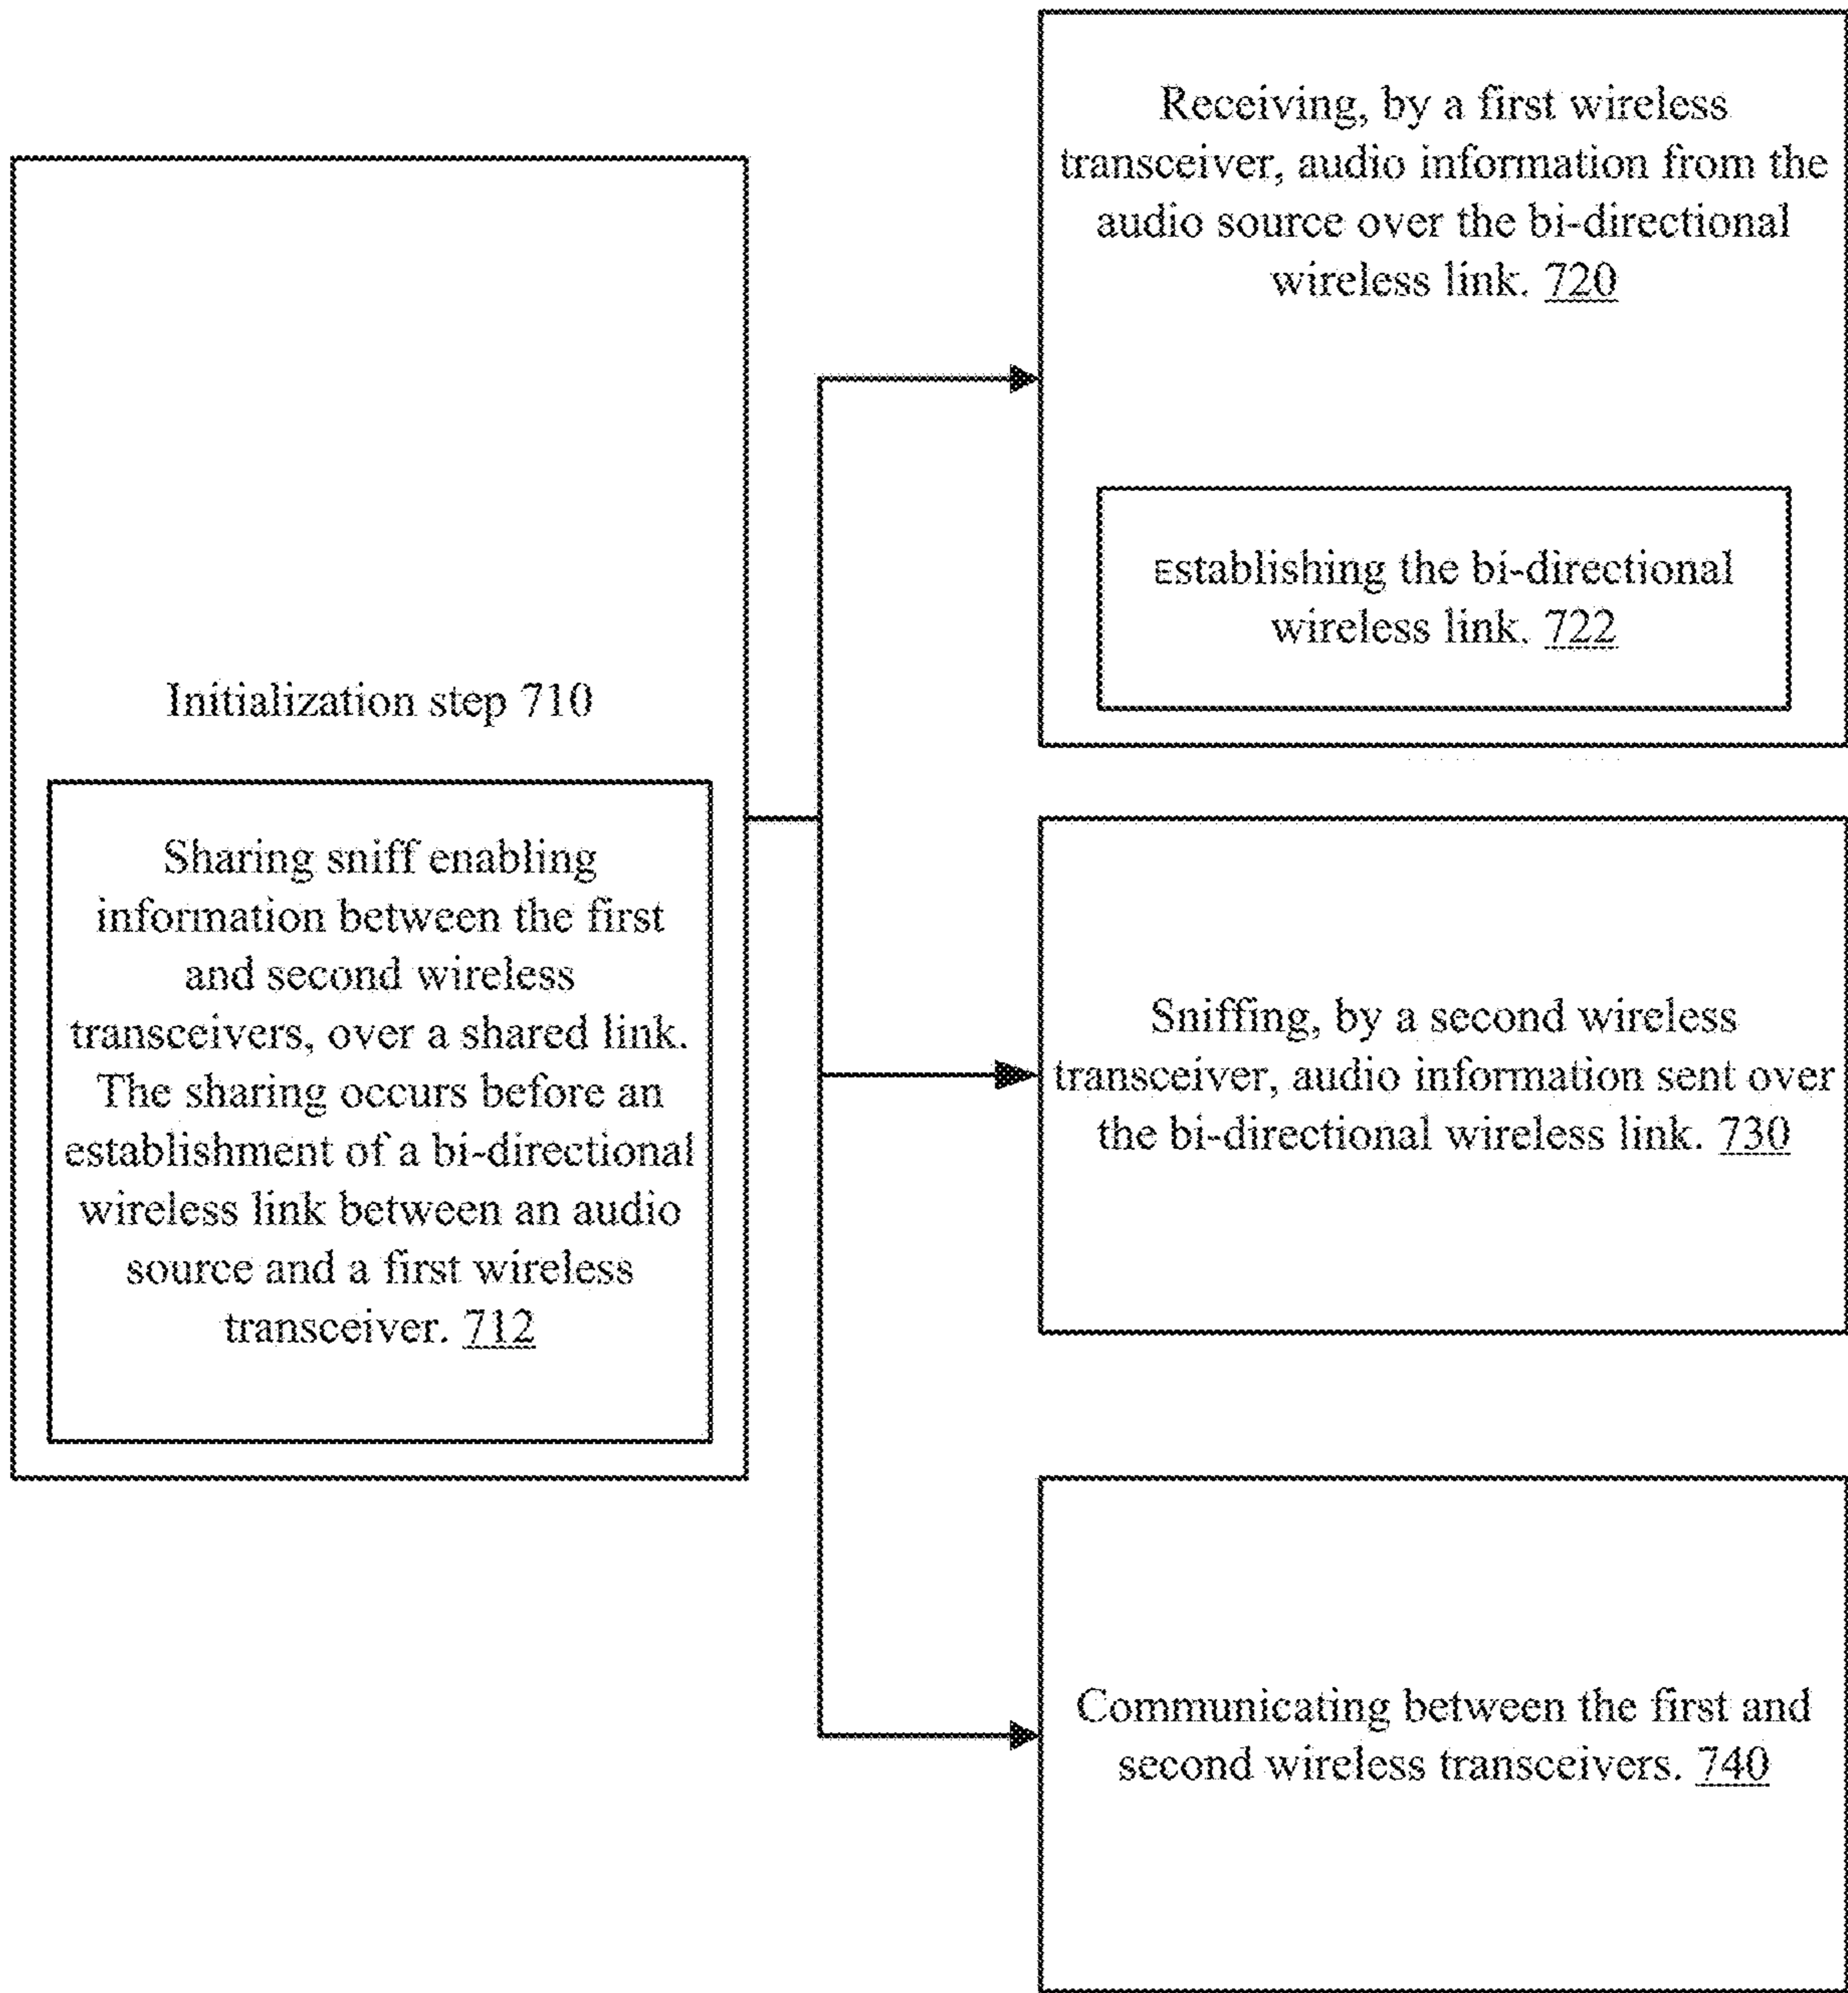 Initialization step 710
Sharing sniff enabling
information between the first
and second wireless
transceivers, over a shared link.
The sharing occurs before an
establishment of a bi-directional
wireless link between an audio
source and a first wireless
transceiver. 712
Receiving, by a first wireless
transceiver, audio information from the
audio source over the bi-directional
wireless link. 720
Establishing the bi-directional
wireless link. 722
Sniffing, by a second wireless
transceiver, audio information sent over
the bi-directional wireless link. 730
Communicating between the first and
second wireless transceivers. 740